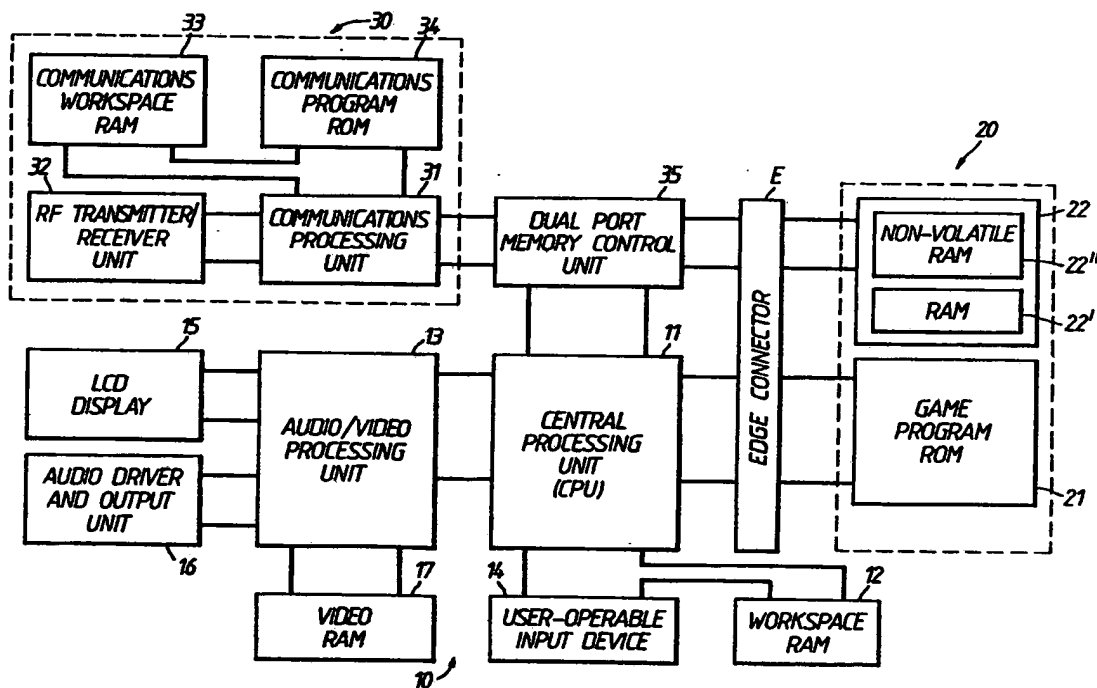 33
30
34
COMMUNICATIONS
WORKSPACE
RAM
COMMUNICATIONS
PROGRAM
ROM
20
32
31
35
E
RF TRANSMITTER/
RECEIVER
UNIT
COMMUNICATIONS
PROCESSING
UNIT
DUAL PORT
MEMORY CONTROL
UNIT
22
NON-VOLATILE
RAM
22"
RAM
22'
15
13
11
LCD
DISPLAY
AUDIO/VIDEO
PROCESSING
UNIT
CENTRAL
PROCESSING
UNIT
(CPU)
EDGE CONNECTOR
GAME
PROGRAM
ROM
AUDIO DRIVER
AND OUTPUT
UNIT
21
16
17
14
12
VIDEO
RAM
USER-OPERABLE
INPUT DEVICE
WORKSPACE
RAM
10